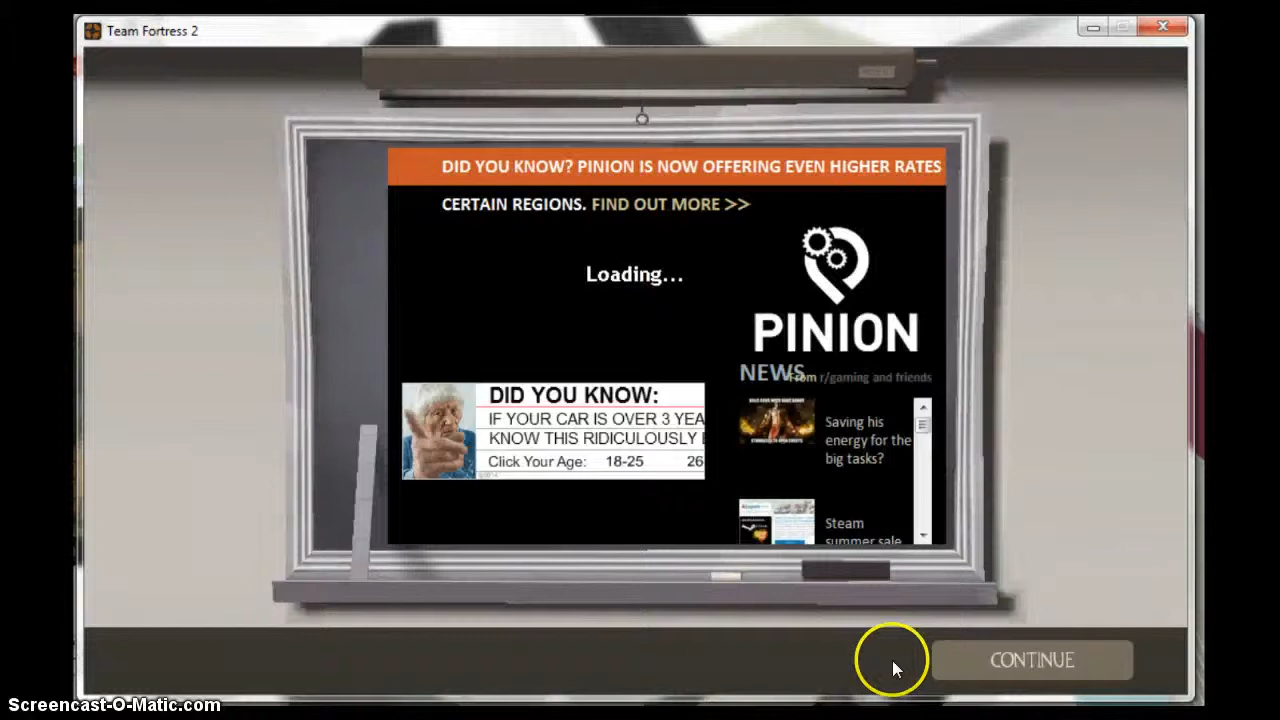 Team Fortress 2
DID YOU KNOW? PINION IS NOW OFFERING EVEN HIGHER RATES
CERTAIN REGIONS. FIND OUT MORE >>
Loading...
PINION
NEWS
From r/gaming and friends
DID YOU KNOW:
IF YOUR CAR IS OVER 3 YEA
KNOW THIS RIDICULOUSLY
Click Your Age: 18-25 26
Saving his
energy for the
big tasks?
Steam
summer sale
CONTINUE
Screencast-O-Matic.com